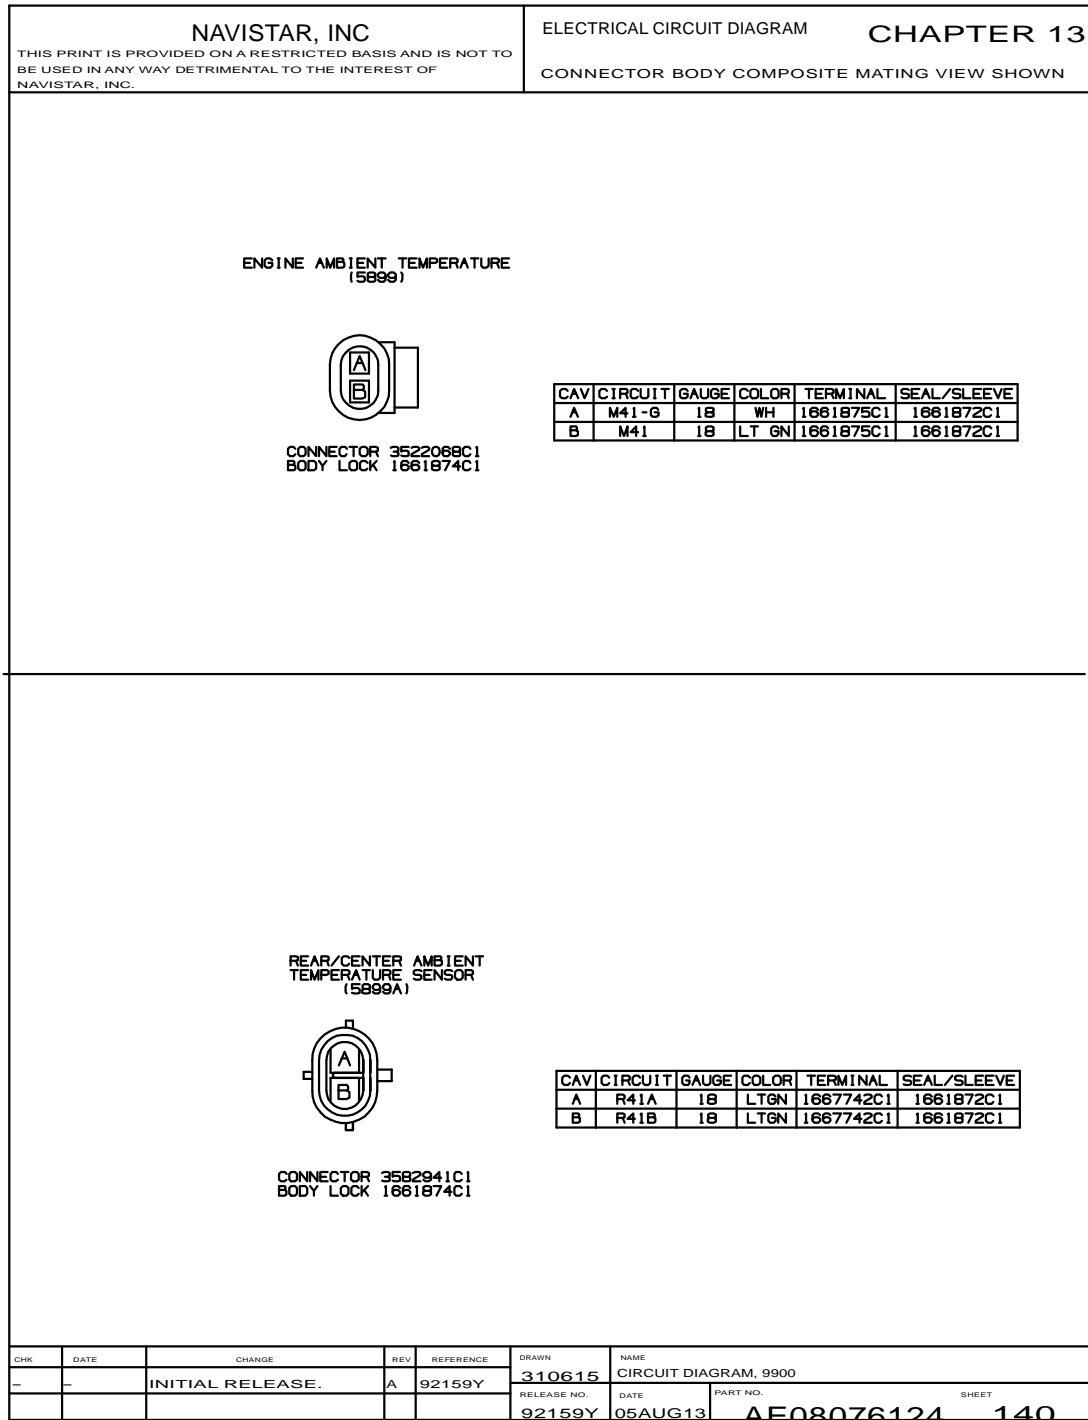 NAVISTAR, INC
THIS PRINT IS PROVIDED ON A RESTRICTED BASIS AND IS NOT TO
BE USED IN ANY WAY DETRIMENTAL TO THE INTEREST OF
NAVISTAR, INC.
ELECTRICAL CIRCUIT DIAGRAM CHAPTER 13
CONNECTOR BODY COMPOSITE MATING VIEW SHOWN
ENGINE AMBIENT TEMPERATURE
(5899)
A
B
CONNECTOR 3522068C1
BODY LOCK 1661874C1
CAV CIRCUIT GAUGE COLOR TERMINAL SEAL/SLEEVE
A M41-G 18 WH 1661875C1 1661872C1
B M41 18 LT GN 1661875C1 1661872C1
REAR/CENTER AMBIENT
TEMPERATURE SENSOR
(5899A)
A
B
CONNECTOR 3582941C1
BODY LOCK 1661874C1
CAV CIRCUIT GAUGE COLOR TERMINAL SEAL/SLEEVE
A R41A 18 LTGN 1667742C1 1661872C1
B R41B 18 LTGN 1667742C1 1661872C1
CHK DATE CHANGE REV REFERENCE
– – INITIAL RELEASE. A 92159Y
DRAWN
310615
NAME
CIRCUIT DIAGRAM, 9900
RELEASE NO.
92159Y
DATE
05AUG13
PART NO.
AE08076124
SHEET
140